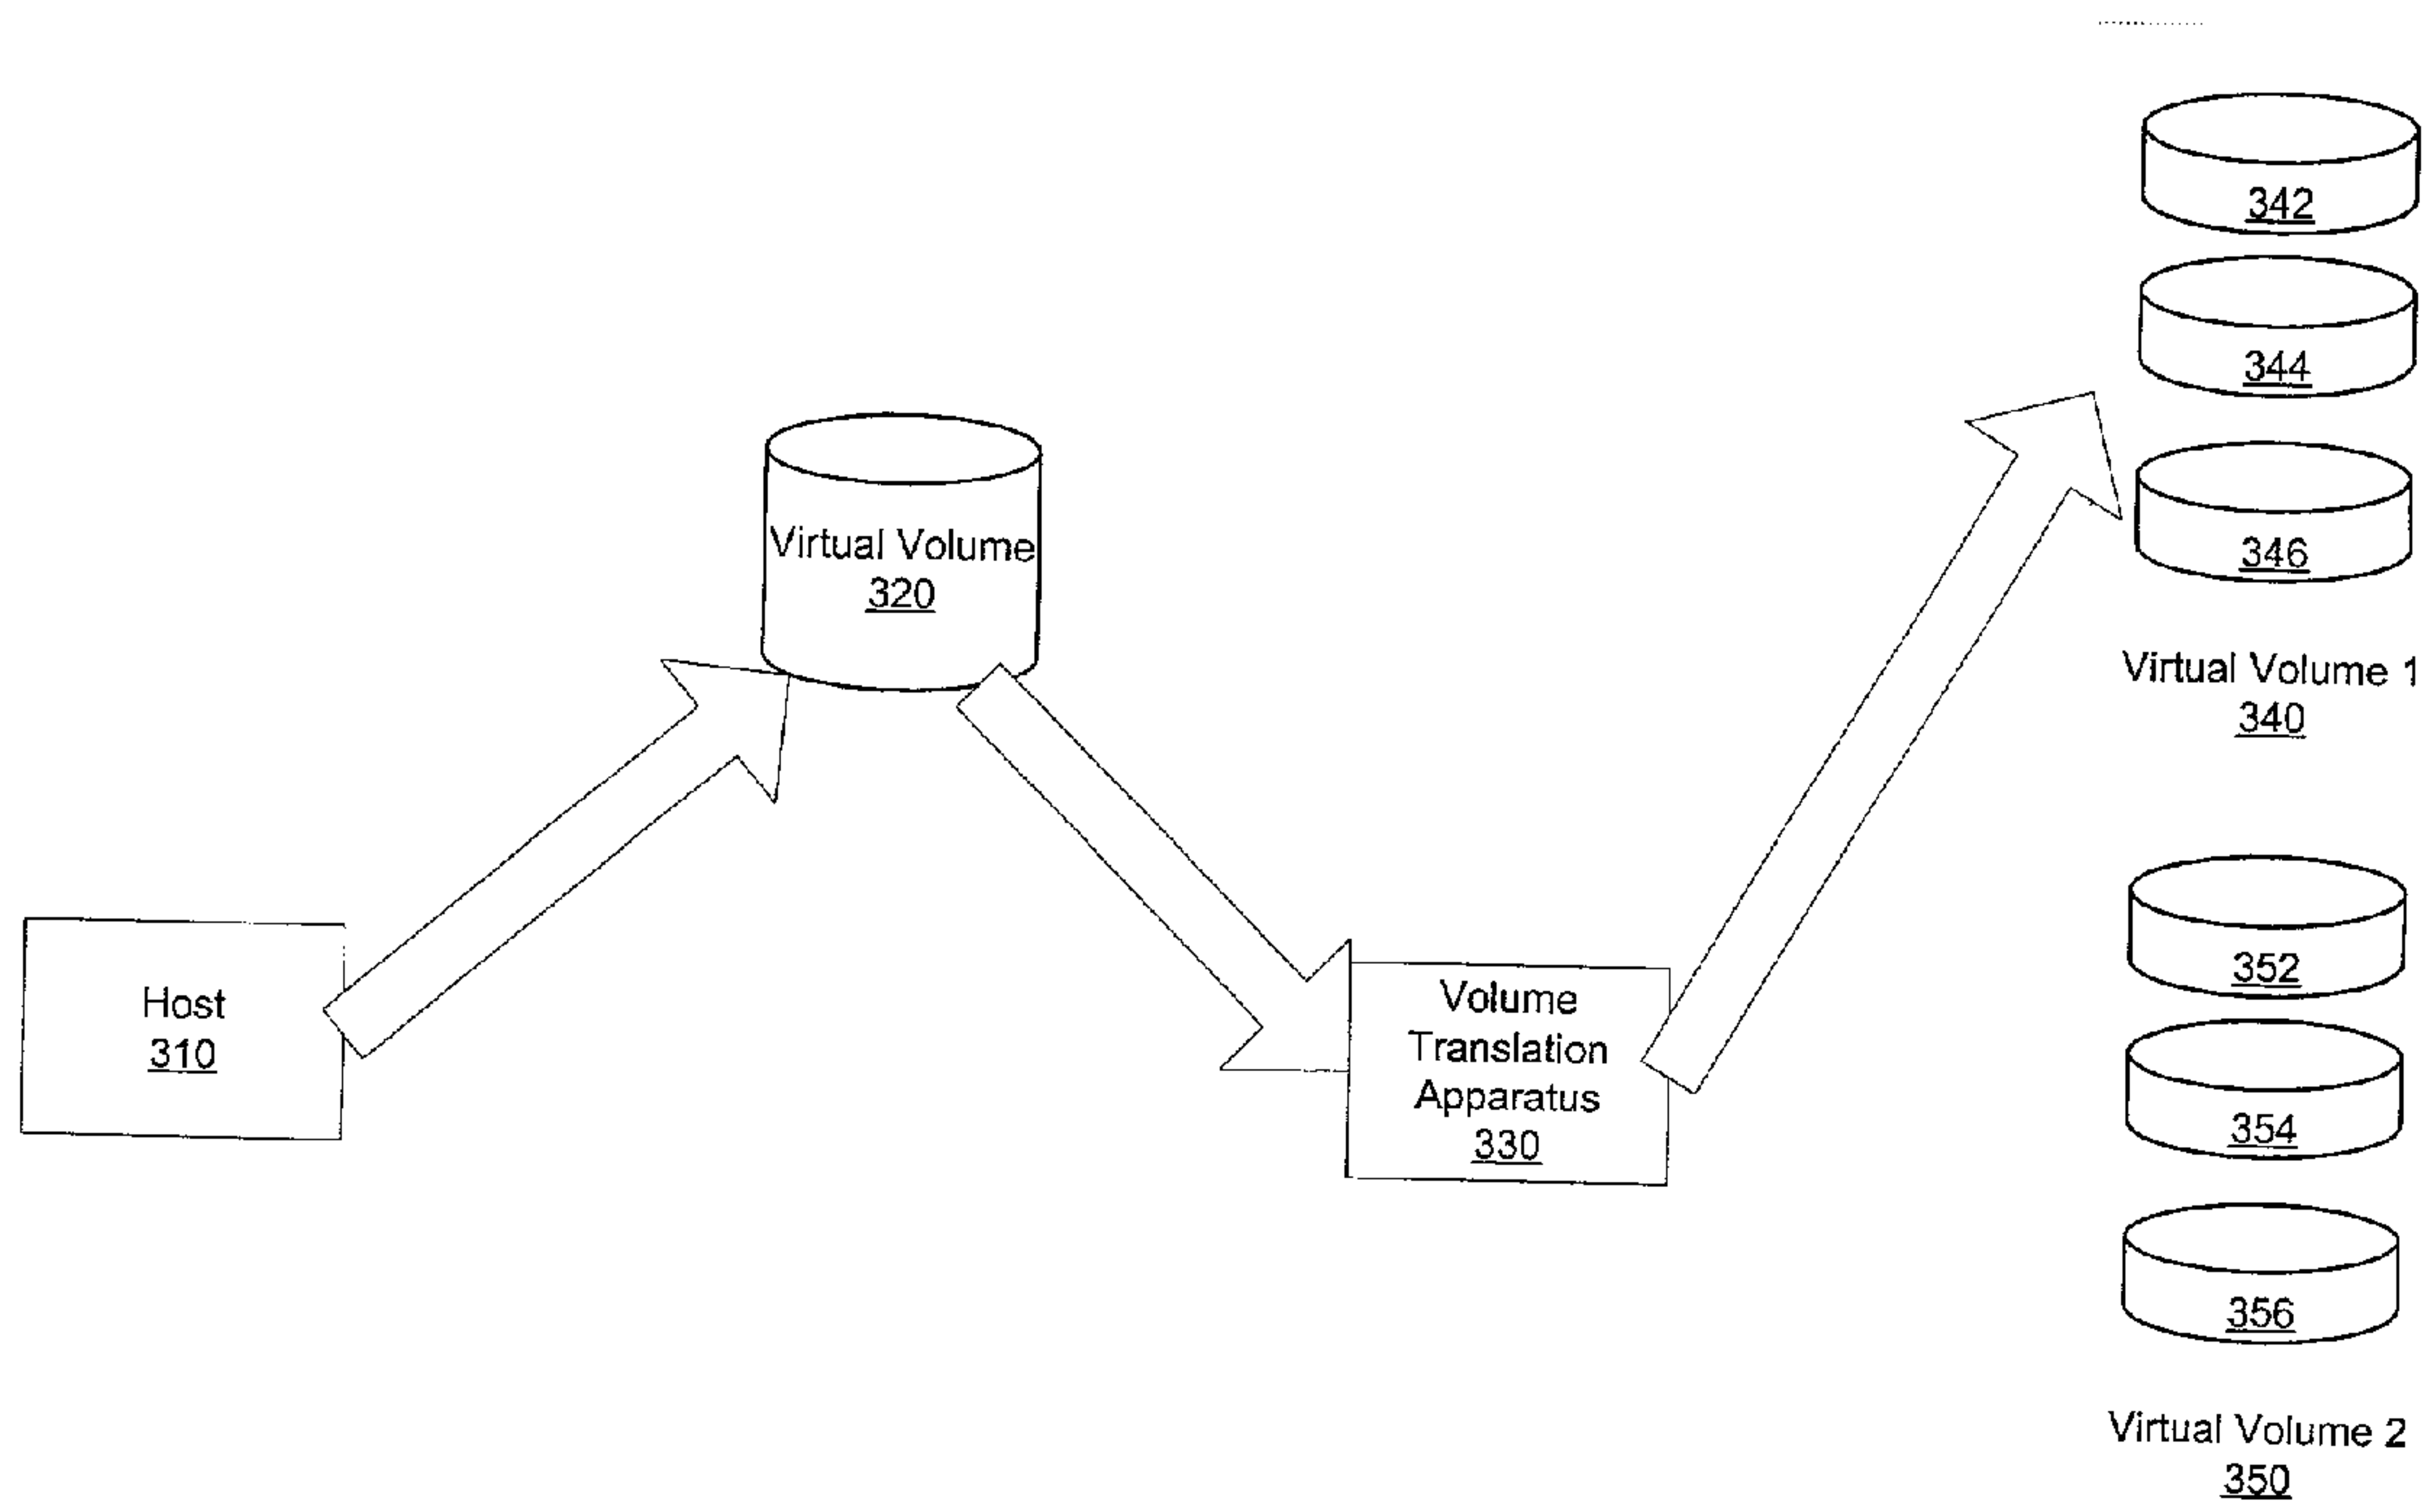 342
344
346
Virtual Volume 1
340
Virtual Volume
320
Host
310
Volume
Translation
Apparatus
330
352
354
356
Virtual Volume 2
350